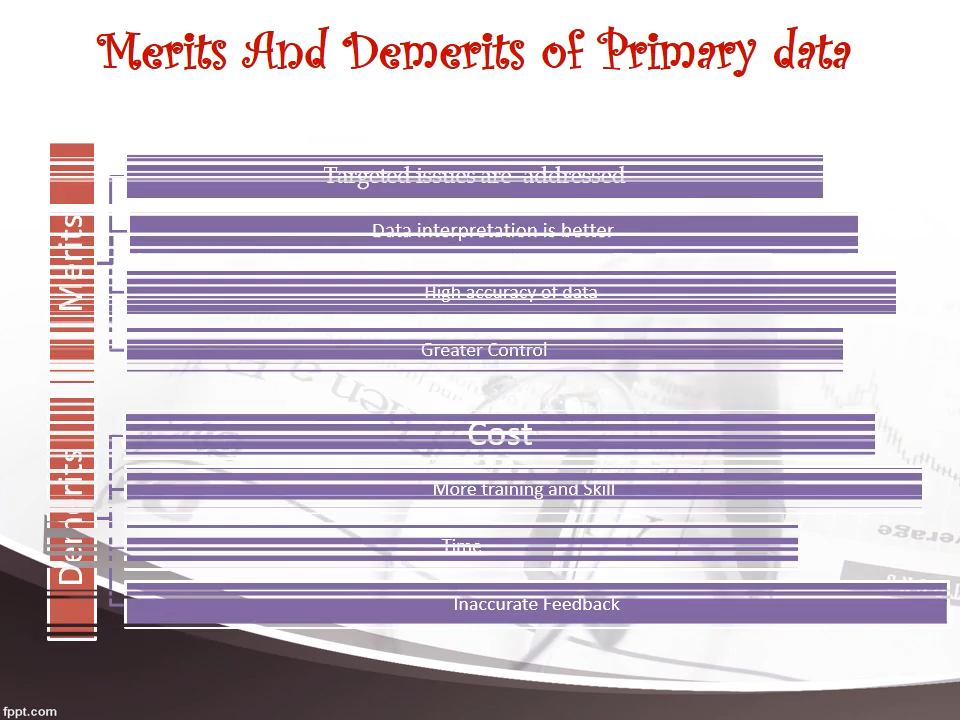 Merits And Demerits of Primary data
Merits
Targeted issues are addressed
Data interpretation is better
High accuracy of data
Greater Control
Demerits
Cost
More training and Skill
Time
Inaccurate Feedback
fppt.com